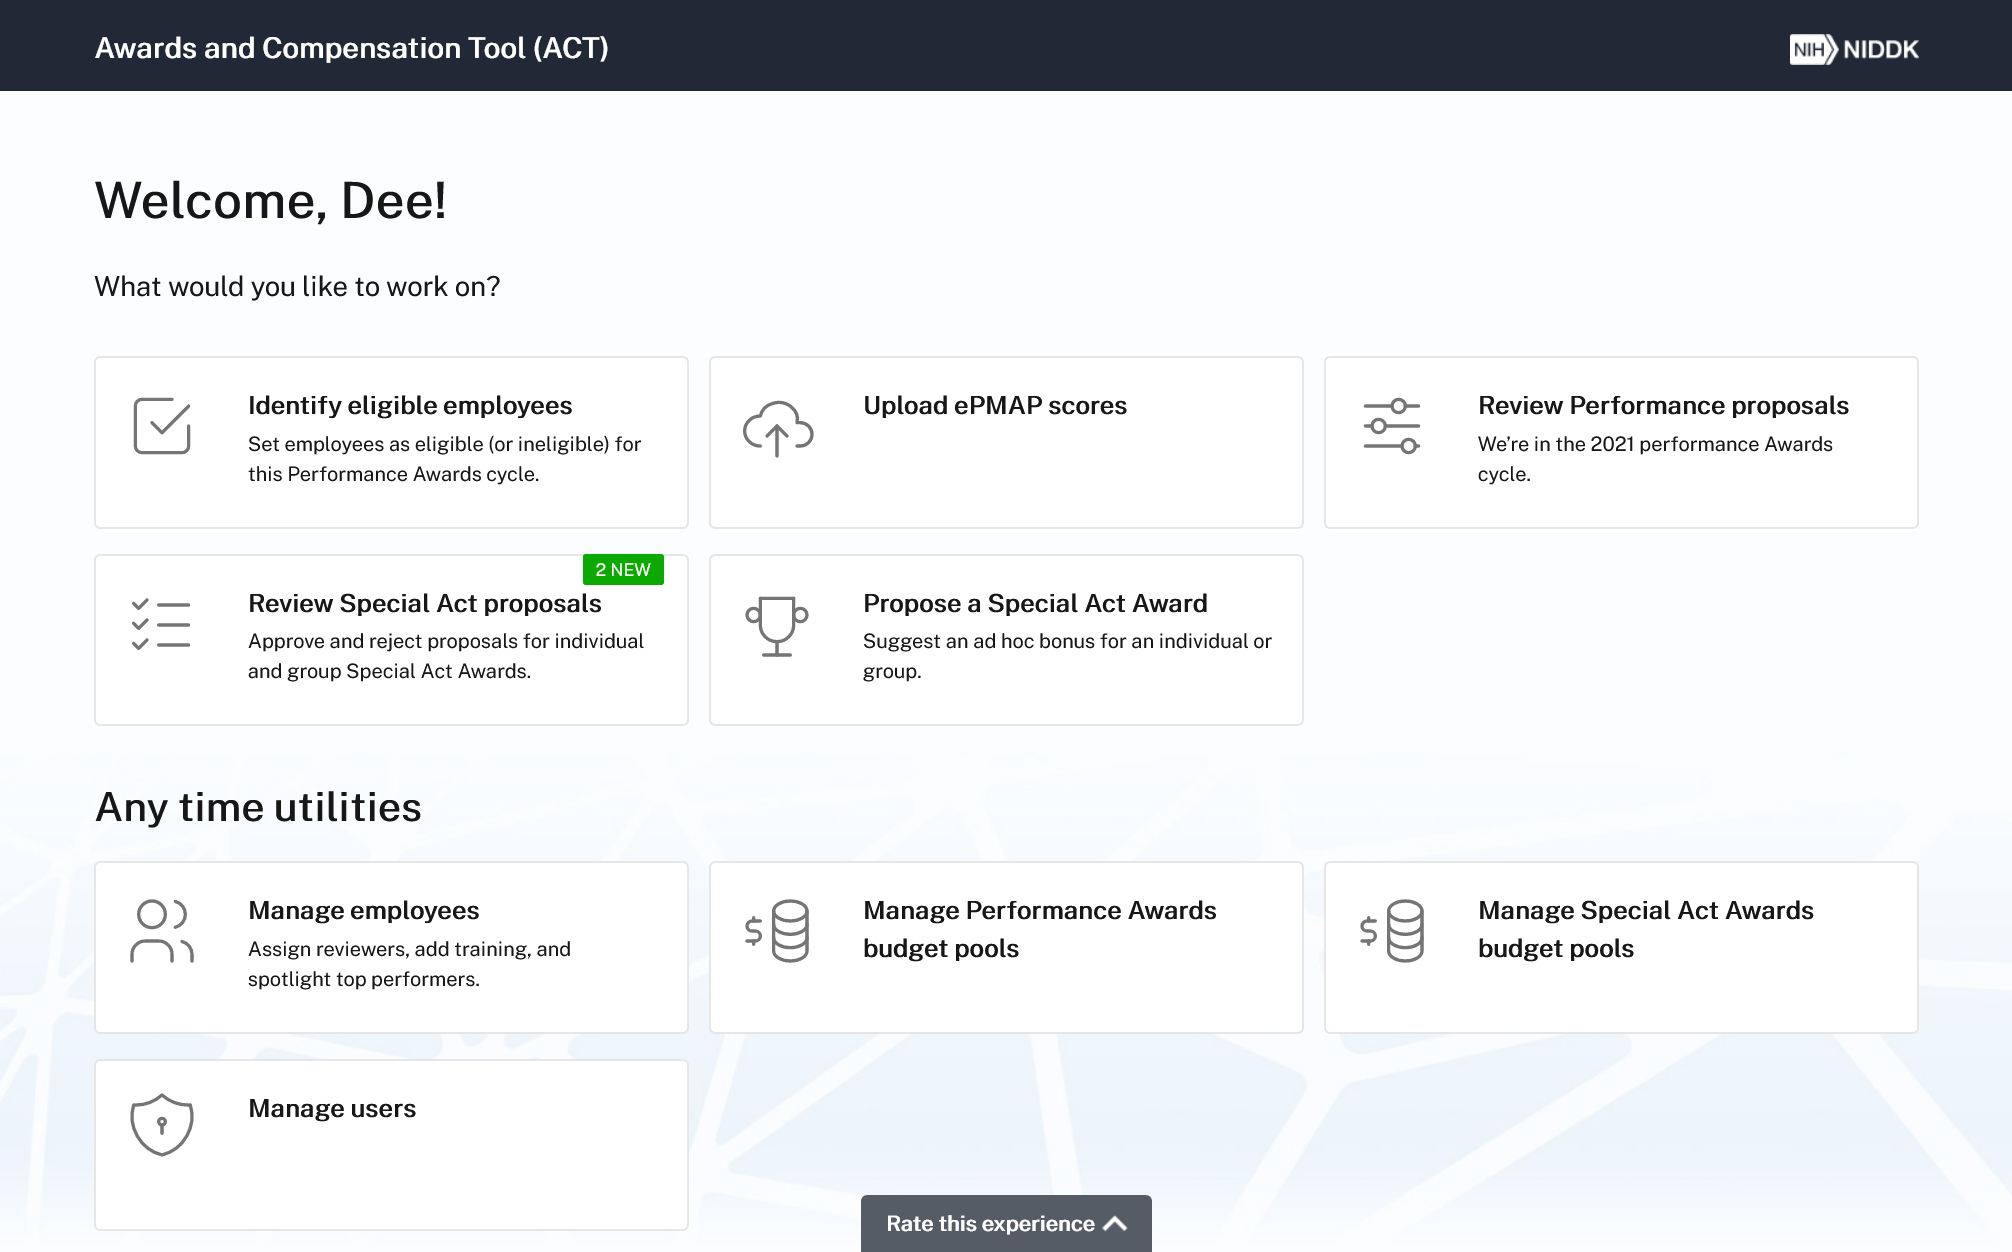 Awards and Compensation Tool (ACT)
NIH NIDDK
Welcome, Dee!
What would you like to work on?
Identify eligible employees
Set employees as eligible (or ineligible) for
this Performance Awards cycle.
Upload ePMAP scores
Review Performance proposals
We’re in the 2021 performance Awards
cycle.
2 NEW
Review Special Act proposals
Approve and reject proposals for individual
and group Special Act Awards.
Propose a Special Act Award
Suggest an ad hoc bonus for an individual or
group.
Any time utilities
Manage employees
Assign reviewers, add training, and
spotlight top performers.
$
Manage Performance Awards
budget pools
$
Manage Special Act Awards
budget pools
Manage users
Rate this experience